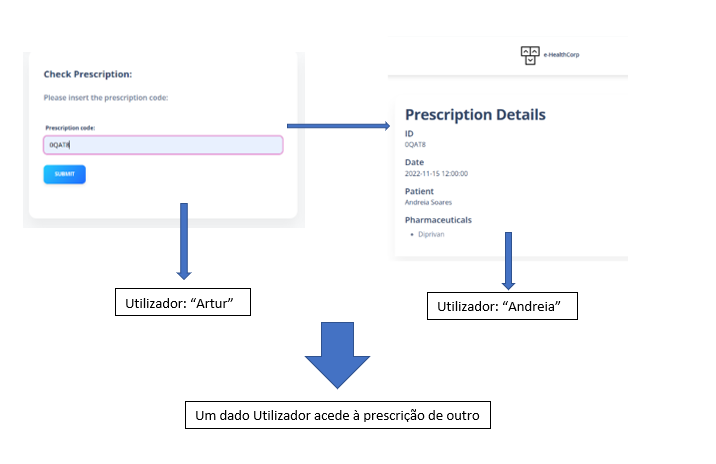 Check Prescription:
Please insert the prescription code:
Prescription code:
0QAT8
SUBMIT
Utilizador: “Artur”
e-HealthCorp
Prescription Details
ID
0QAT8
Date
2022-11-15 12:00:00
Patient
Andreia Soares
Pharmaceuticals
• Diprivan
Utilizador: “Andreia”
Um dado Utilizador acede à prescrição de outro